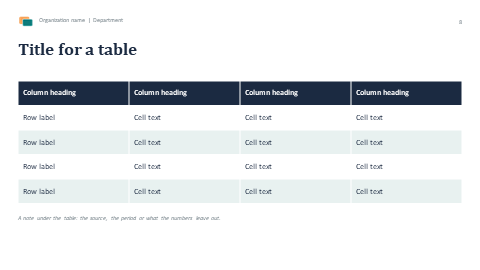 Organization name | Department
8
Title for a table
Column heading Column heading Column heading Column heading
Row label Cell text Cell text Cell text
Row label Cell text Cell text Cell text
Row label Cell text Cell text Cell text
Row label Cell text Cell text Cell text
A note under the table: the source, the period or what the numbers leave out.